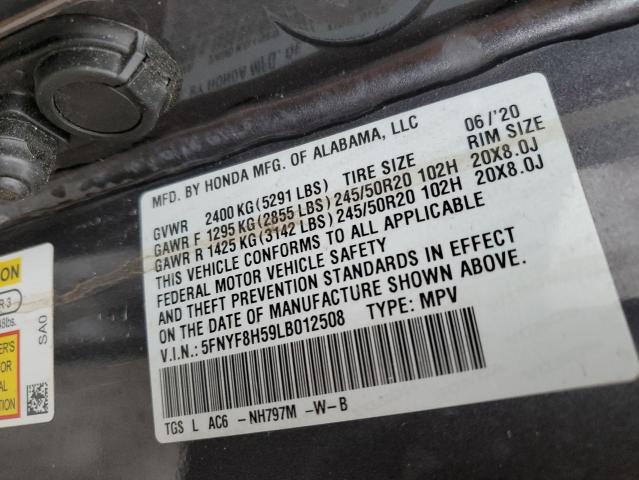 MFD. BY HONDA MFG. OF ALABAMA, LLC 06/'20
GVWR 2400 KG (5291 LBS) TIRE SIZE RIM SIZE
GAWR F 1295 KG (2855 LBS) 245/50R20 102H 20X8.0J
GAWR R 1425 KG (3142 LBS) 245/50R20 102H 20X8.0J
THIS VEHICLE CONFORMS TO ALL APPLICABLE
FEDERAL MOTOR VEHICLE SAFETY
AND THEFT PREVENTION STANDARDS IN EFFECT
ON THE DATE OF MANUFACTURE SHOWN ABOVE.
V.I.N.: 5FNYF8H59LB012508 TYPE: MPV
TGS L AC6 - NH797M -W-B
SA0